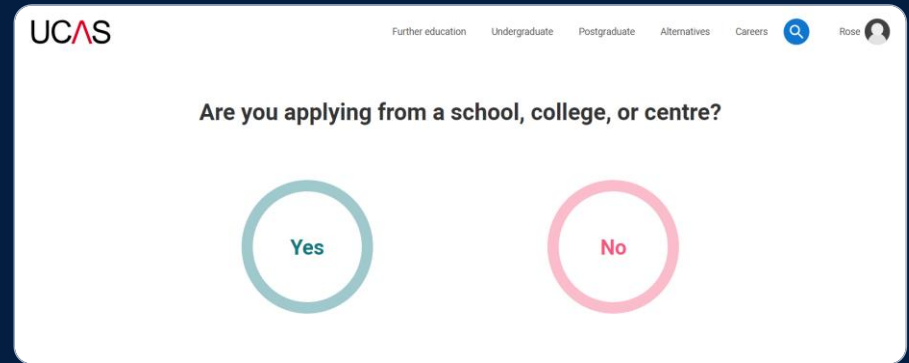 UCAS
Further education Undergraduate Postgraduate Alternatives Careers Rose
Are you applying from a school, college, or centre?
Yes No